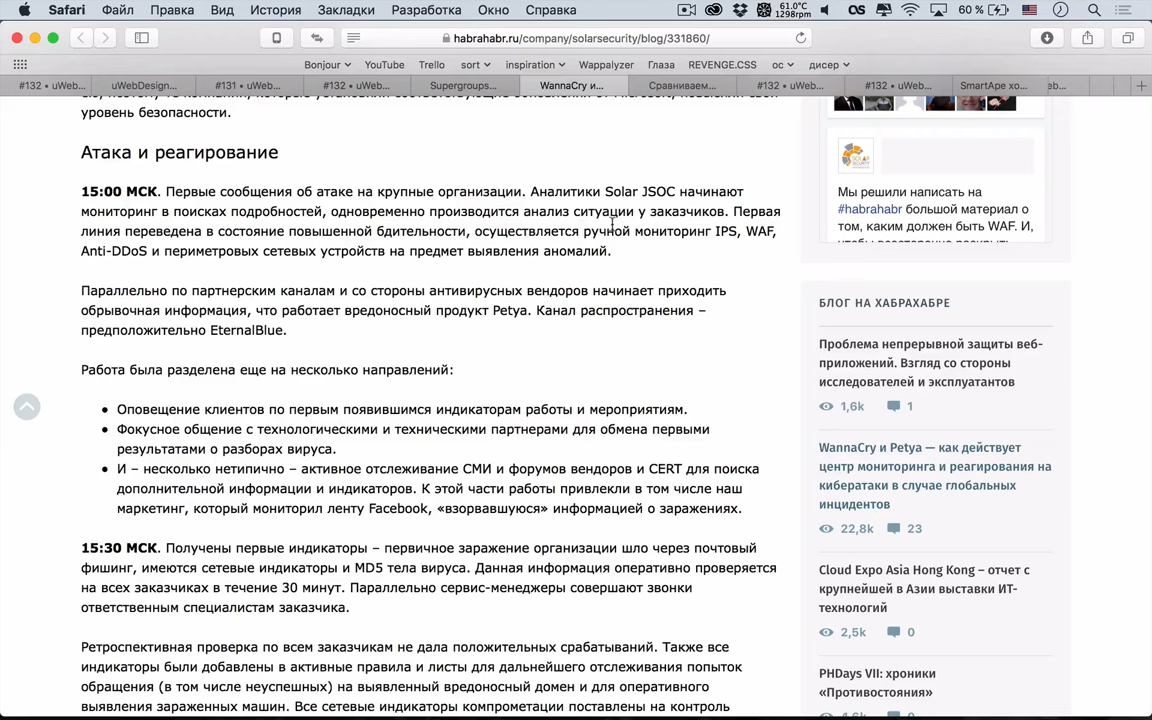 Safari Файл Правка Вид История Закладки Разработка Окно Справка 61.0°C 1298rpm 60 %
habrahabr.ru/company/solarsecurity/blog/331860/
Bonjour YouTube Trello sort inspiration Wappalyzer Глаза REVENGE.CSS ос дисер
#132 • uWeb... uWebDesign... #131 • uWeb... #132 • uWeb... Supergroups... WannaCry и... Сравниваем... #132 • uWeb... #132 • uWeb... SmartApe хо... eb...
уровень безопасности.
Атака и реагирование
15:00 МСК. Первые сообщения об атаке на крупные организации. Аналитики Solar JSOC начинают
мониторинг в поисках подробностей, одновременно производится анализ ситуации у заказчиков. Первая
линия переведена в состояние повышенной бдительности, осуществляется ручной мониторинг IPS, WAF,
Anti-DDoS и периметровых сетевых устройств на предмет выявления аномалий.
Параллельно по партнерским каналам и со стороны антивирусных вендоров начинает приходить
обрывочная информация, что работает вредоносный продукт Petya. Канал распространения –
предположительно EternalBlue.
Работа была разделена еще на несколько направлений:
• Оповещение клиентов по первым появившимся индикаторам работы и мероприятиям.
• Фокусное общение с технологическими и техническими партнерами для обмена первыми
результатами о разборах вируса.
• И – несколько нетипично – активное отслеживание СМИ и форумов вендоров и CERT для поиска
дополнительной информации и индикаторов. К этой части работы привлекли в том числе наш
маркетинг, который мониторил ленту Facebook, «взорвавшуюся» информацией о заражениях.
15:30 МСК. Получены первые индикаторы – первичное заражение организации шло через почтовый
фишинг, имеются сетевые индикаторы и MD5 тела вируса. Данная информация оперативно проверяется
на всех заказчиках в течение 30 минут. Параллельно сервис-менеджеры совершают звонки
ответственным специалистам заказчика.
Ретроспективная проверка по всем заказчикам не дала положительных срабатываний. Также все
индикаторы были добавлены в активные правила и листы для дальнейшего отслеживания попыток
обращения (в том числе неуспешных) на выявленный вредоносный домен и для оперативного
выявления зараженных машин. Все сетевые индикаторы компрометации поставлены на контроль
Мы решили написать на
#habrahabr большой материал о
том, каким должен быть WAF. И,
БЛОГ НА ХАБРАХАБРЕ
Проблема непрерывной защиты веб-
приложений. Взгляд со стороны
исследователей и эксплуатантов
1,6k 1
WannaCry и Petya — как действует
центр мониторинга и реагирования на
кибератаки в случае глобальных
инцидентов
22,8k 23
Cloud Expo Asia Hong Kong – отчет с
крупнейшей в Азии выставки ИТ-
технологий
2,5k 0
PHDays VII: хроники
«Противостояния»